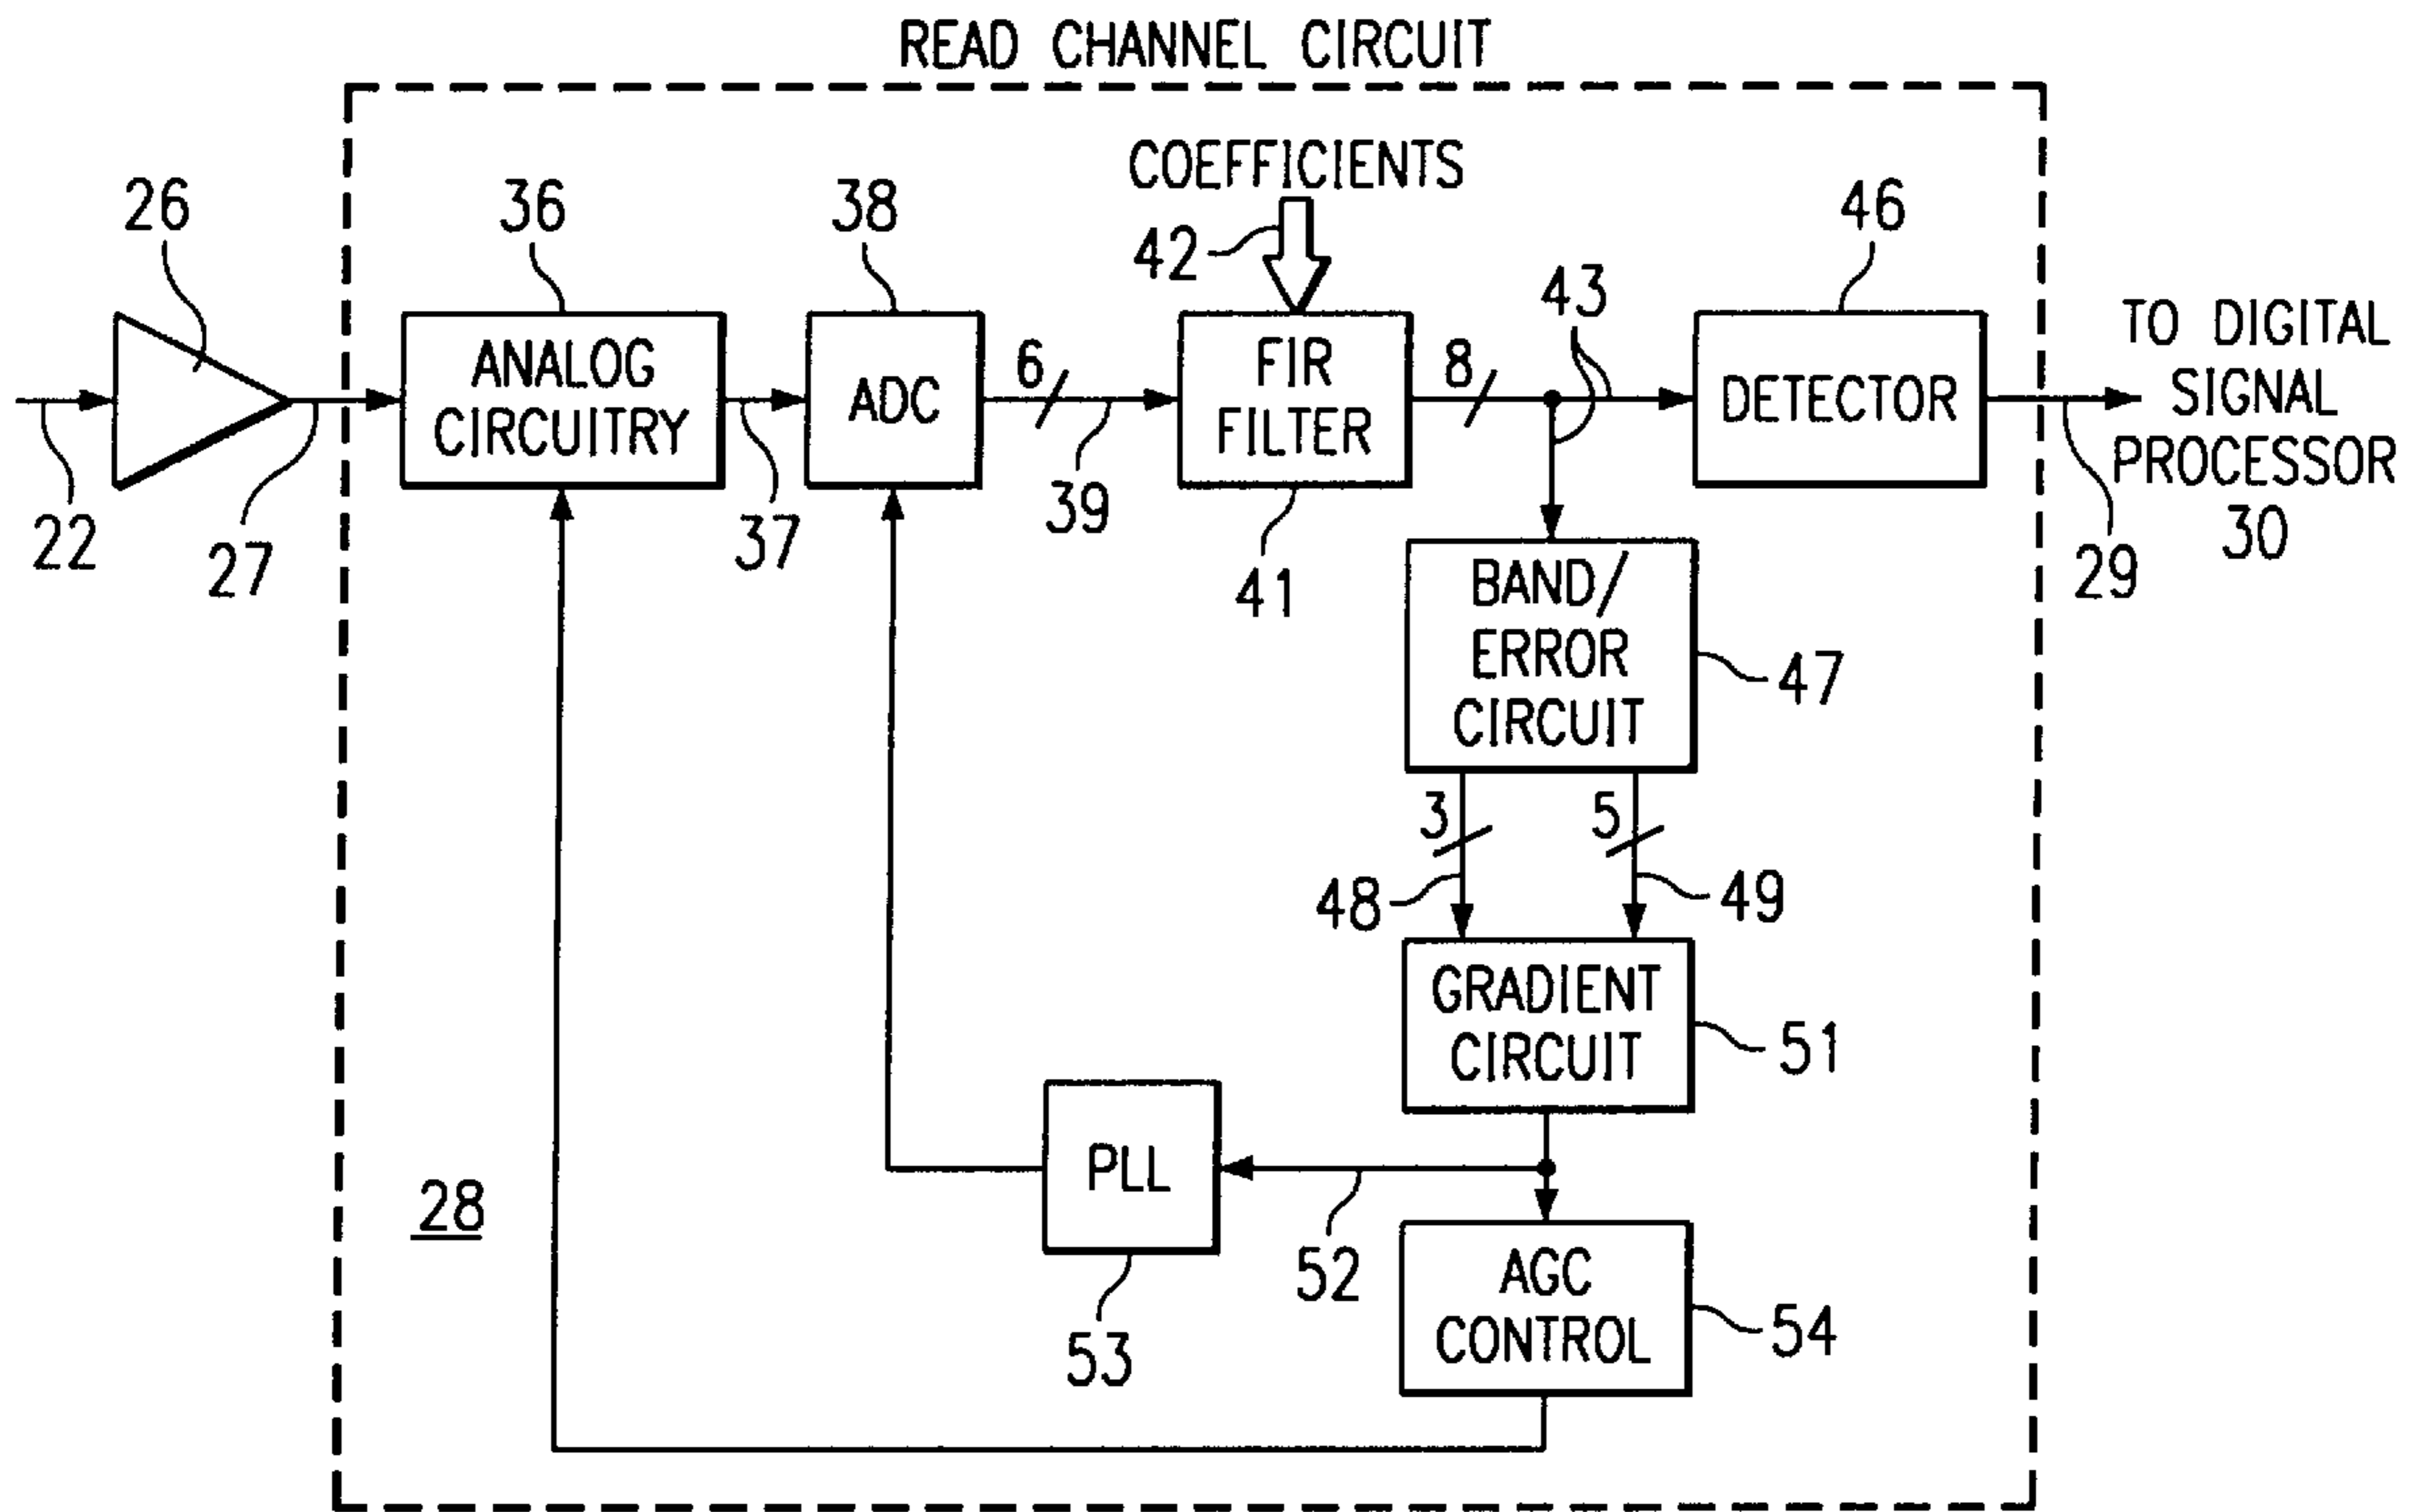 READ CHANNEL CIRCUIT
COEFFICIENTS
26
36
38
42
43
46
ANALOG
CIRCUITRY
ADC
6
FIR
FILTER
8
DETECTOR
TO DIGITAL
SIGNAL
PROCESSOR
30
22
27
37
39
41
29
BAND/
ERROR
CIRCUIT
47
3
5
48
49
GRADIENT
CIRCUIT
51
PLL
28
52
53
AGC
CONTROL
54